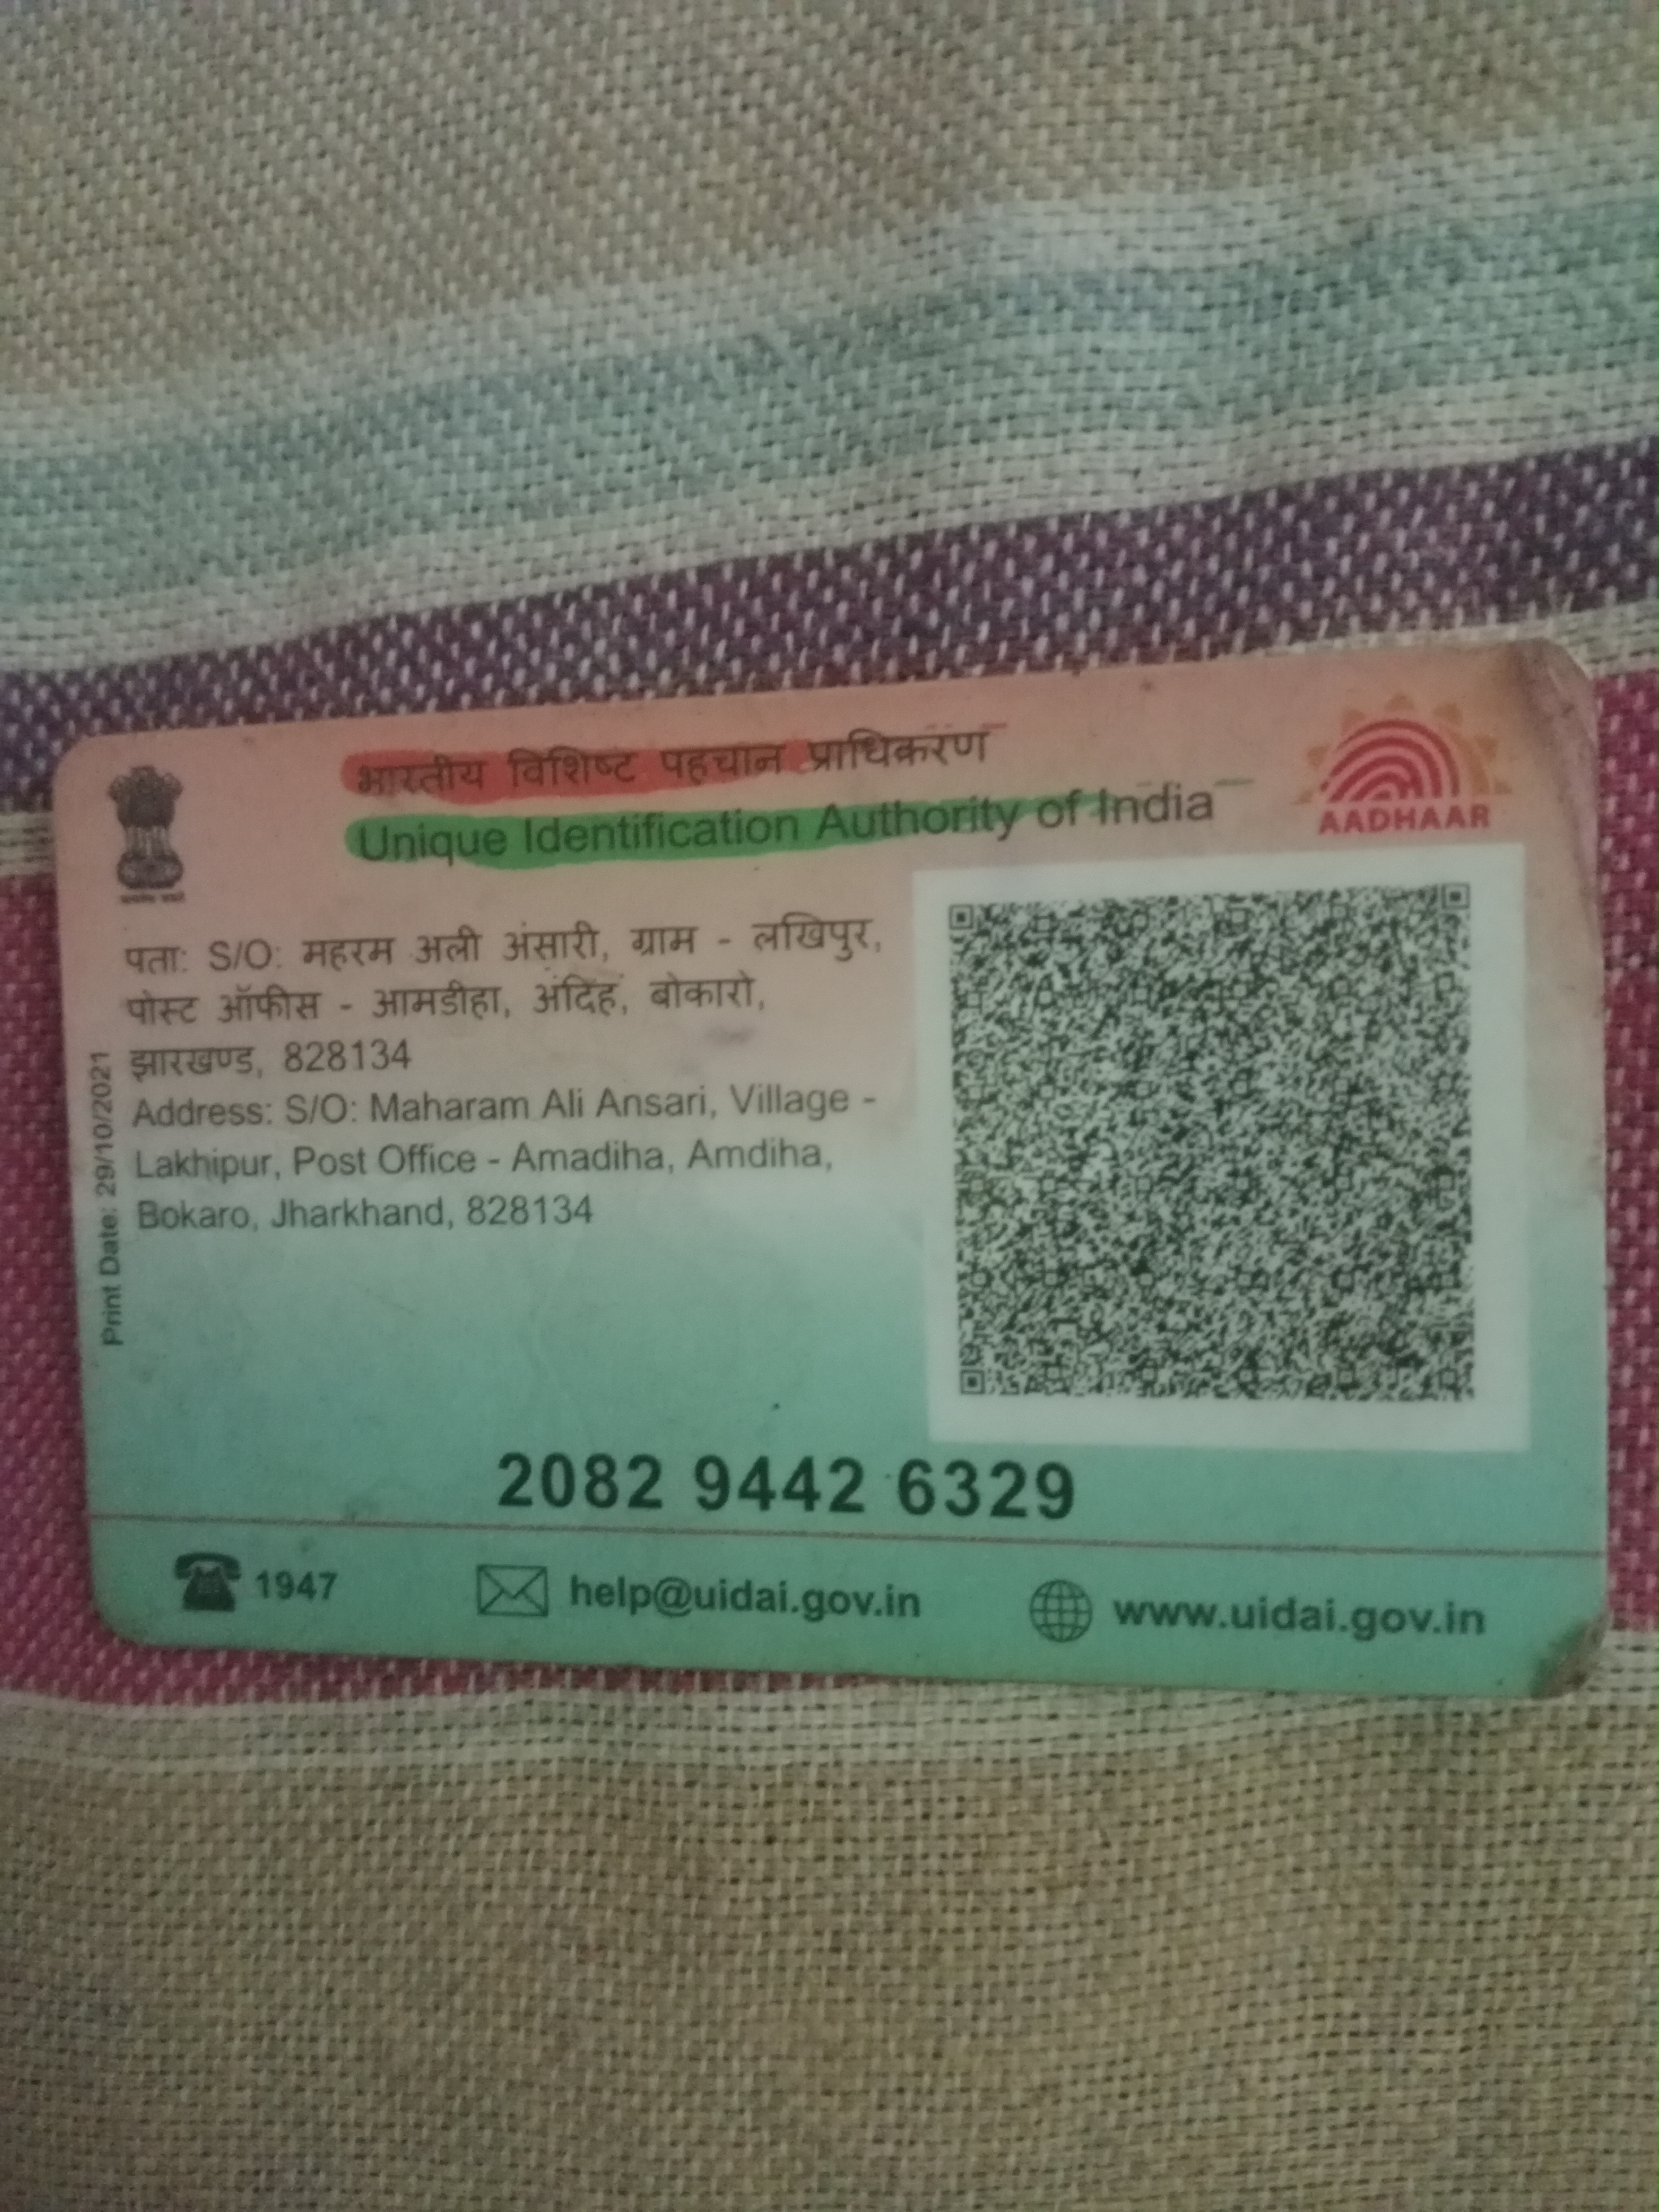 भारतीय विशिष्ट पहचान प्राधिकरण
Unique Identification Authority of India
AADHAAR
पता: S/O: महरम अली अंसारी, ग्राम - लखिपुर,
पोस्ट ऑफीस - आमडीहा, अंदिह, बोकारो,
झारखण्ड, 828134
Address: S/O: Maharam Ali Ansari, Village -
Lakhipur, Post Office - Amadiha, Amdiha,
Bokaro, Jharkhand, 828134
Print Date: 29/10/2021
2082 9442 6329
1947
help@uidai.gov.in
www.uidai.gov.in